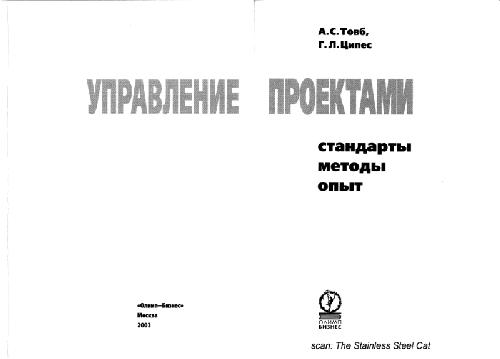 А.С.Товб,
Г.Л.Ципес
УПРАВЛЕНИЕ ПРОЕКТАМИ
стандарты
методы
опыт
«Олимп—Бизнес»
Москва
2003
ОЛИМП
БИЗНЕС
scan: The Stainless Steel Cat